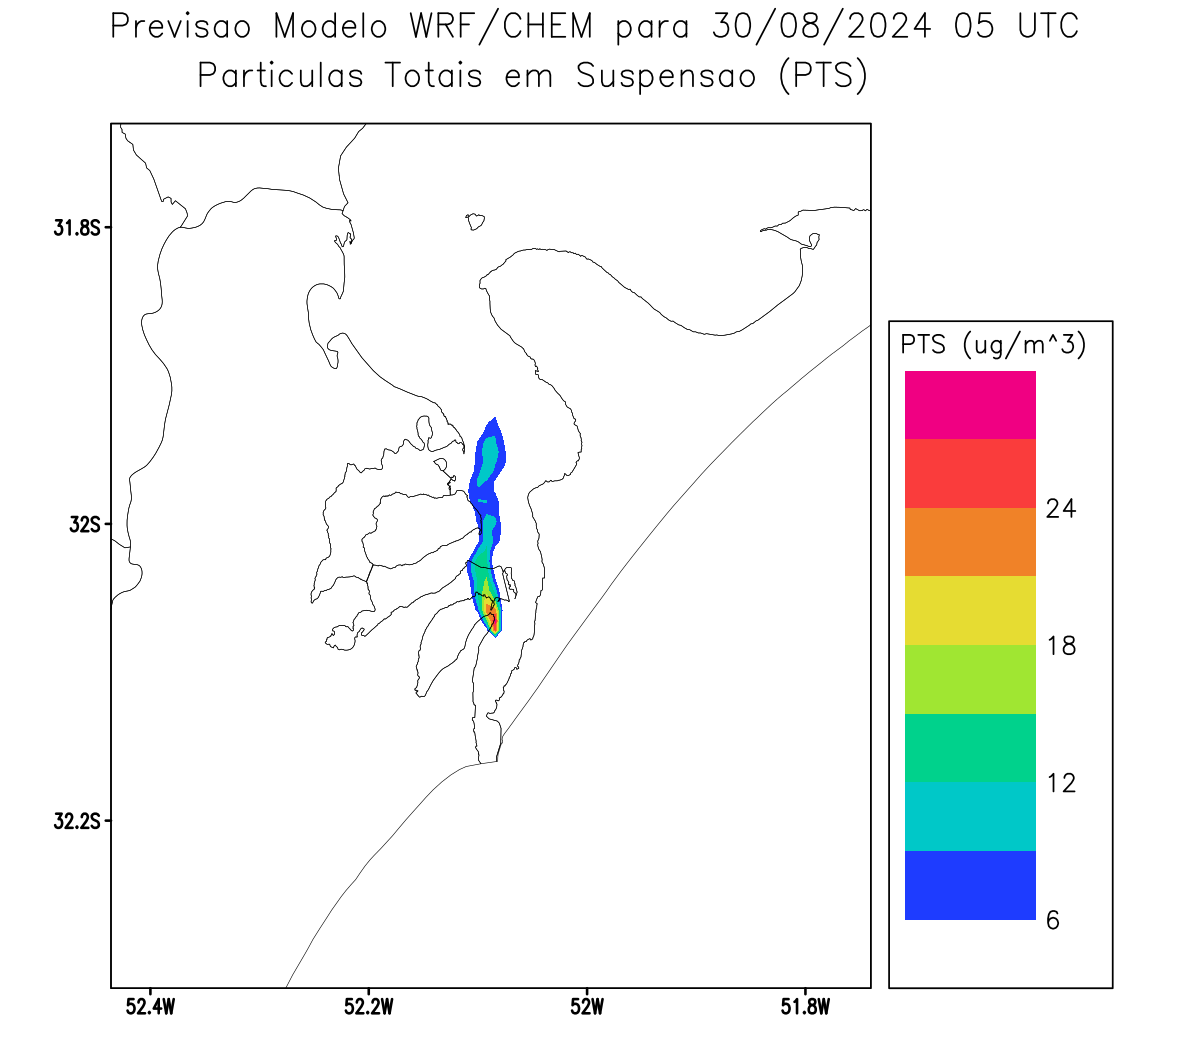 Previsao Modelo WRF/CHEM para 30/08/2024 05 UTC
Particulas Totais em Suspensao (PTS)
31.8S
32S
32.2S
52.4W
52.2W
52W
51.8W
PTS (ug/m^3)
24
18
12
6